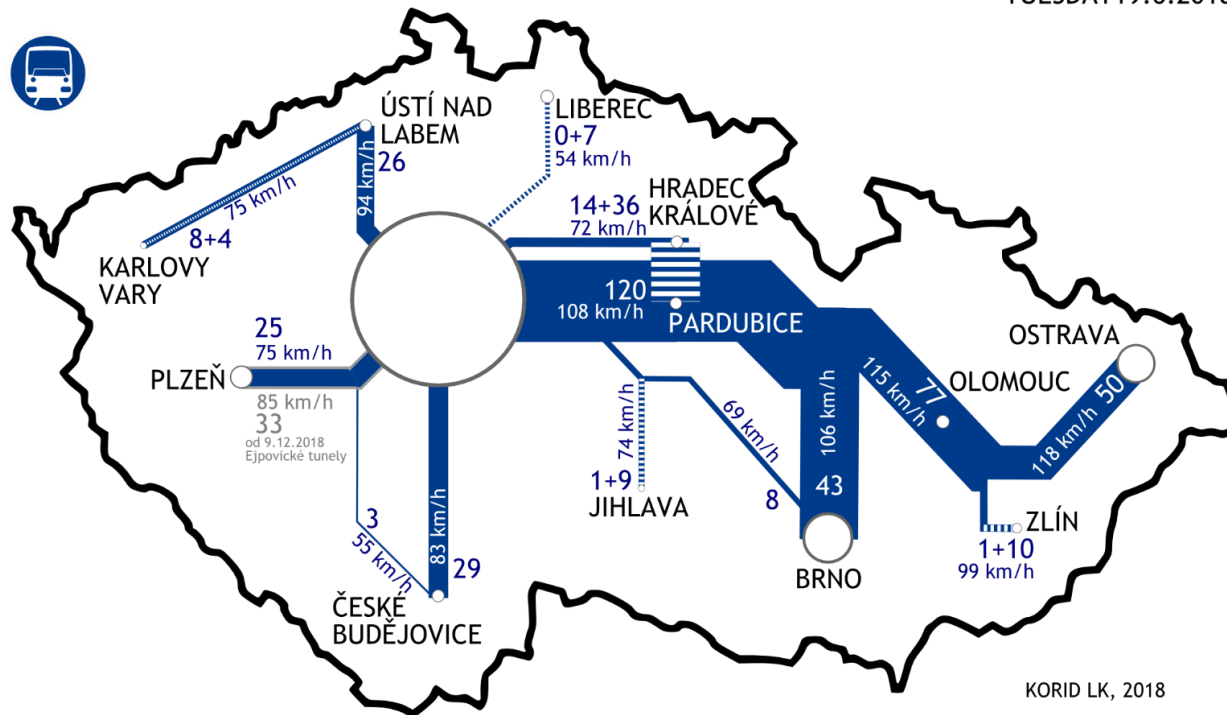 TUESDAY 19.6.2018
ÚSTÍ NAD
LABEM
94 km/h
26
75 km/h
8+4
KARLOVY
VARY
LIBEREC
0+7
54 km/h
HRADEC
KRÁLOVÉ
14+36
72 km/h
120
108 km/h
PARDUBICE
25
75 km/h
PLZEŇ
85 km/h
33
od 9.12.2018
Ejpovické tunely
3
55 km/h
83 km/h
29
ČESKÉ
BUDĚJOVICE
74 km/h
1+9
JIHLAVA
69 km/h
8
106 km/h
43
BRNO
115 km/h
77
OLOMOUC
OSTRAVA
50
118 km/h
ZLÍN
1+10
99 km/h
KORID LK, 2018